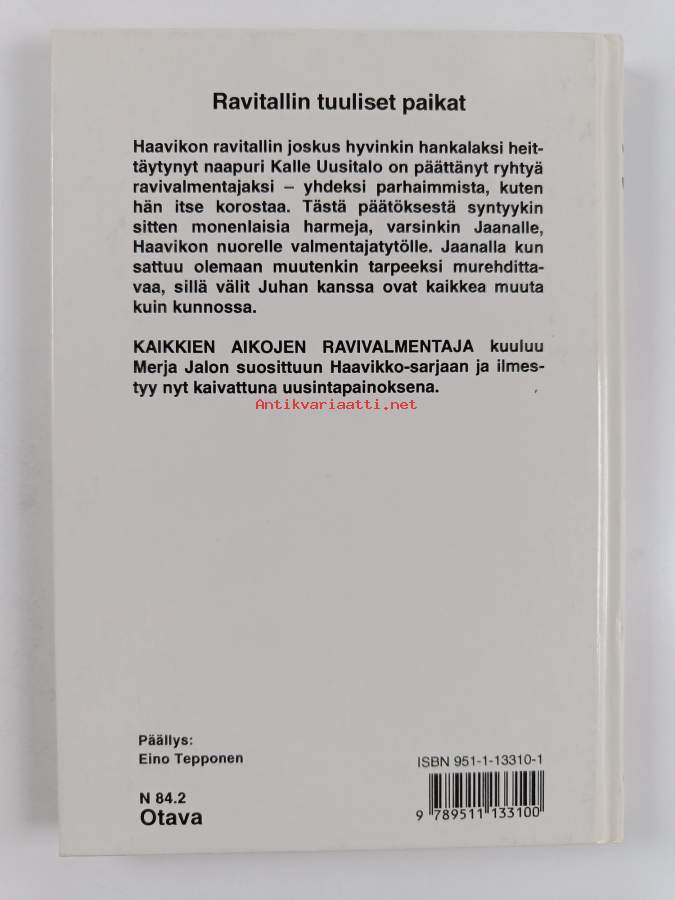 Ravitallin tuuliset paikat
Haavikon ravitallin joskus hyvinkin hankalaksi heit-
täytynyt naapuri Kalle Uusitalo on päättänyt ryhtyä
ravivalmentajaksi – yhdeksi parhaimmista, kuten
hän itse korostaa. Tästä päätöksestä syntyykin
sitten monenlaisia harmeja, varsinkin Jaanalle,
Haavikon nuorelle valmentajatytölle. Jaanalla kun
sattuu olemaan muutenkin tarpeeksi murehditta-
vaa, sillä välit Juhan kanssa ovat kaikkea muuta
kuin kunnossa.
KAIKKIEN AIKOJEN RAVIVALMENTAJA kuuluu
Merja Jalon suosittuun Haavikko-sarjaan ja ilmes-
tyy nyt kaivattuna uusintapainoksena.
Antikvariaatti.net
Päällys:
Eino Tepponen
N 84.2
Otava
ISBN 951-1-13310-1
9 789511 133100